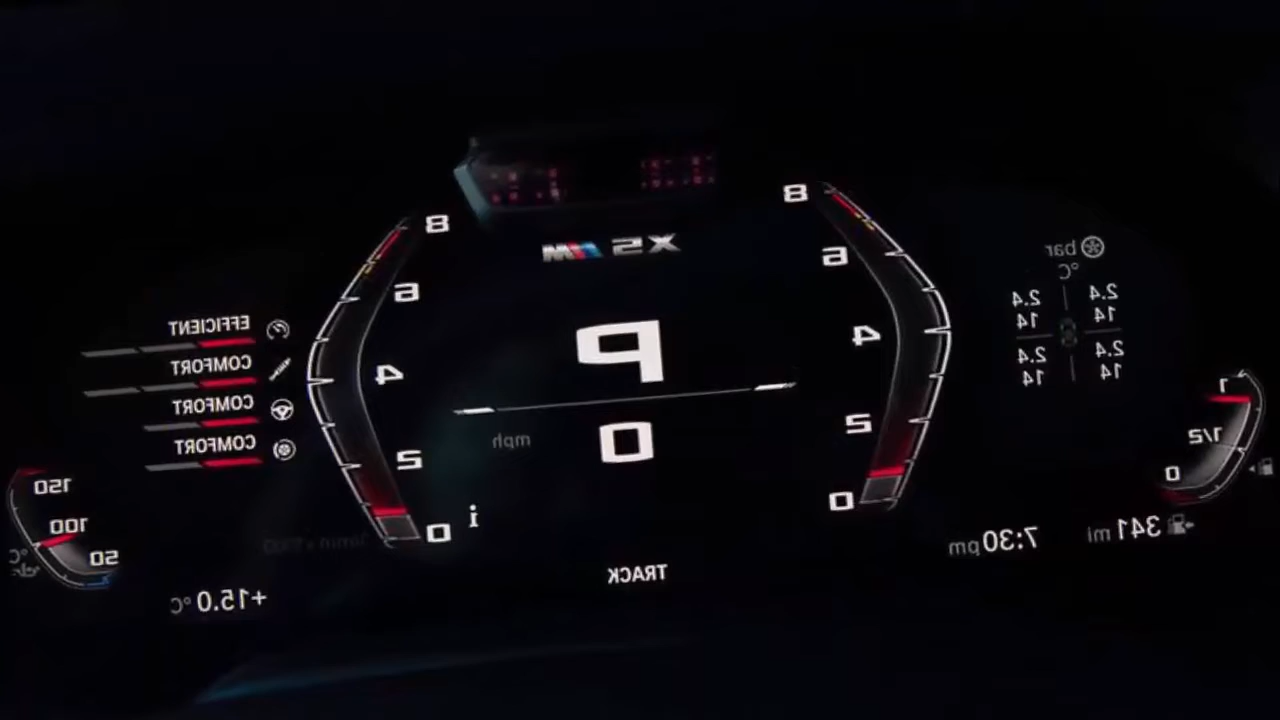 8
8
X5 M
bar
°C
2.4 2.4
14 14
2.4 2.4
14 14
6
6
EFFICIENT
COMFORT
COMFORT
COMFORT
P
4
4
1
1/2
0
2
2
0
mph
0
0
i
150
100
50
°C
341 mi
7:30 pm
TRACK
+15.0 °C